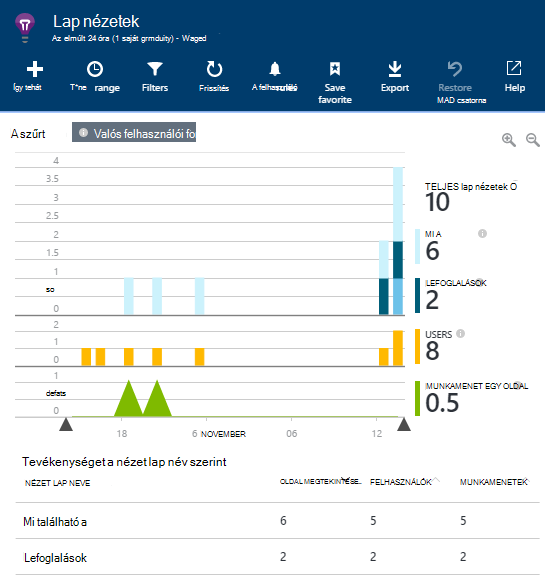 Lap nézetek
Az elmúlt 24 óra (1 saját grmduity) - Waged
Így tehát
T"ne range
Filters
Frissítés
A felhasználó rules
Save favorite
Export
Restore
MAD csatorna
Help
A szűrt
Valós felhasználói fo
4
3.5
3
2.5
2
1.5
1
so
0
TELJES lap nézetek Ó
10
MI A
6
LEFOGLALÁSOK
2
2
1
0
USERS
8
1
defats
0
MUNKAMENET EGY OLDAL
0.5
18
6 NOVEMBER
06
12
Tevékenységet a nézet lap név szerint
NÉZET LAP NEVE
OLDAL MEGTEKINTÉSE..
FELHASZNÁLÓK
MUNKAMENETEK
Mi található a
6
5
5
Lefoglalások
2
2
2